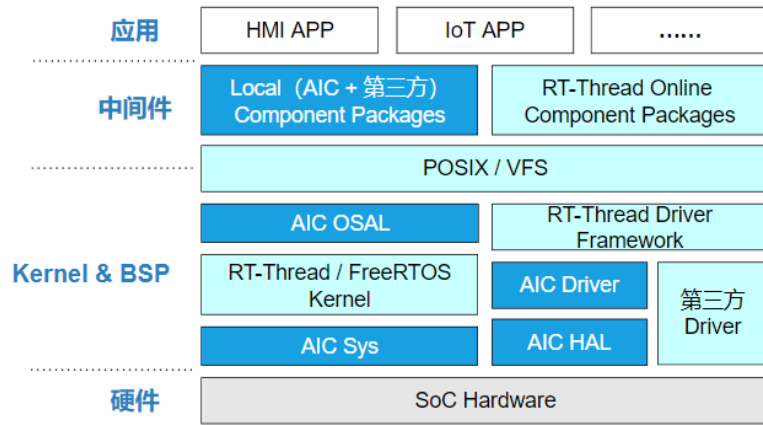 应用
HMI APP
IoT APP
......
中间件
Local（AIC + 第三方）
Component Packages
RT-Thread Online
Component Packages
POSIX / VFS
Kernel & BSP
AIC OSAL
RT-Thread Driver
Framework
RT-Thread / FreeRTOS
Kernel
AIC Driver
第三方
Driver
AIC Sys
AIC HAL
硬件
SoC Hardware